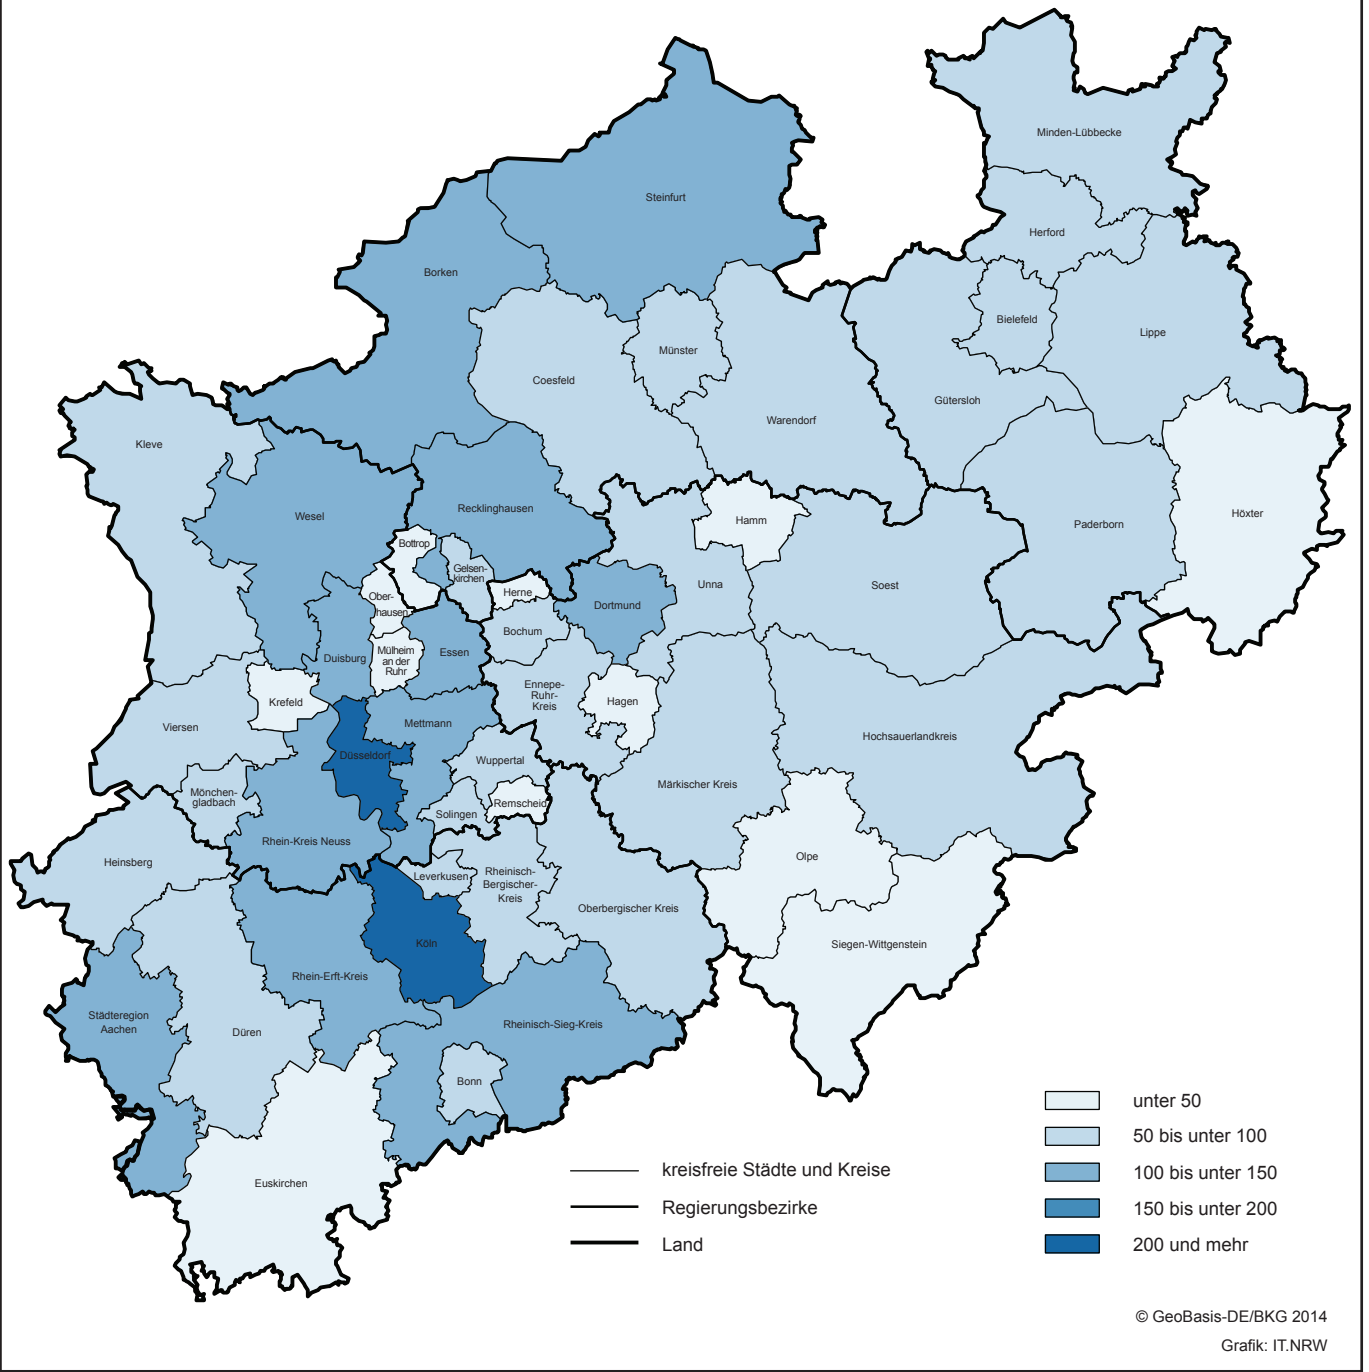 Minden-Lübbecke
Steinfurt
Herford
Borken
Bielefeld
Lippe
Münster
Coesfeld
Gütersloh
Warendorf
Kleve
Recklinghausen
Wesel
Hamm
Höxter
Paderborn
Bottrop
Gelsen-
kirchen
Unna
Soest
Herne
Ober-
hausen
Dortmund
Bochum
Duisburg
Mülheim
an der
Ruhr
Essen
Ennepe-
Ruhr-
Kreis
Krefeld
Hagen
Viersen
Mettmann
Hochsauerlandkreis
Düsseldorf
Wuppertal
Märkischer Kreis
Mönchen-
gladbach
Remscheid
Solingen
Rhein-Kreis Neuss
Heinsberg
Olpe
Leverkusen
Rheinisch-
Bergischer-
Kreis
Oberbergischer Kreis
Köln
Siegen-Wittgenstein
Rhein-Erft-Kreis
Städteregion
Aachen
Düren
Rheinisch-Sieg-Kreis
Bonn
Euskirchen
kreisfreie Städte und Kreise
Regierungsbezirke
Land
unter 50
50 bis unter 100
100 bis unter 150
150 bis unter 200
200 und mehr
© GeoBasis-DE/BKG 2014
Grafik: IT.NRW